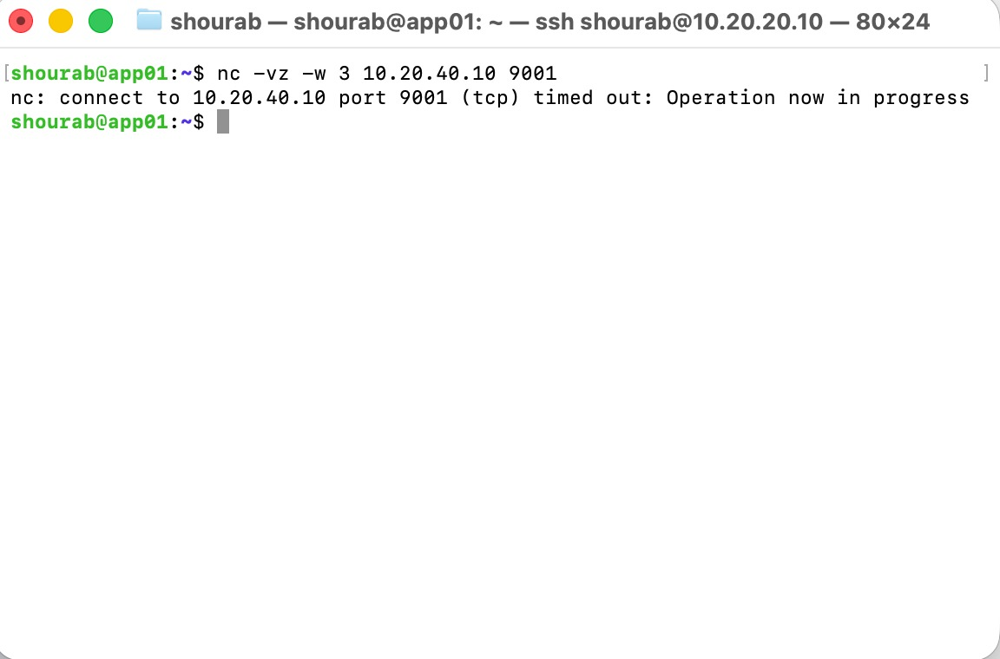 shourab — shourab@app01: ~ — ssh shourab@10.20.20.10 — 80×24
[shourab@app01:~$ nc -vz -w 3 10.20.40.10 9001 ]
nc: connect to 10.20.40.10 port 9001 (tcp) timed out: Operation now in progress
shourab@app01:~$